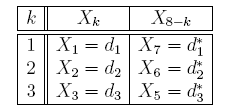 k X_k X_{8−k}
1 X_1 = d_1 X_7 = d_1^*
2 X_2 = d_2 X_6 = d_2^*
3 X_3 = d_3 X_5 = d_3^*